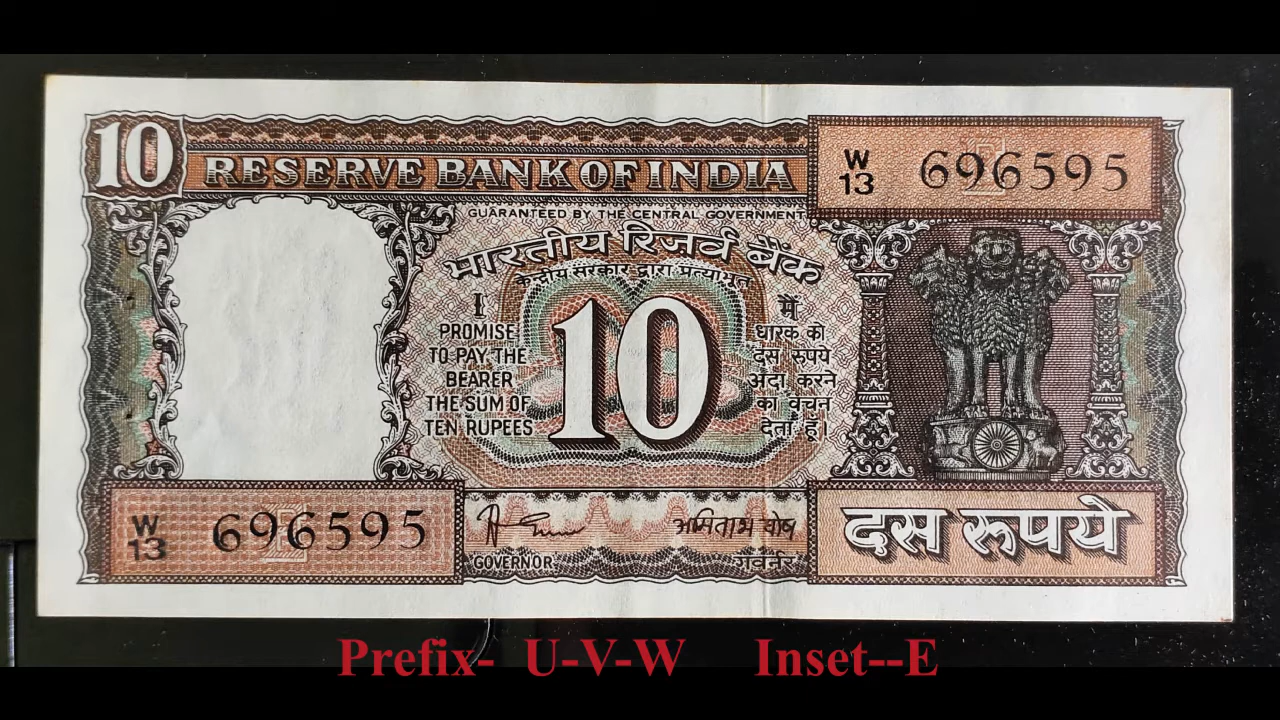 10
RESERVE BANK OF INDIA
W
13 696595
GUARANTEED BY THE CENTRAL GOVERNMENT
भारतीय रिजर्व बैंक
केन्द्रीय सरकार द्वारा प्रत्याभूत
I
PROMISE
TO PAY THE
BEARER
THE SUM OF
TEN RUPEES
10
मैं
धारक को
दस रुपये
अदा करने
का वचन
देता हूं।
W
13 696595
अमिताभ घोष
GOVERNOR गवर्नर
दस रूपये
Prefix- U-V-W Inset--E